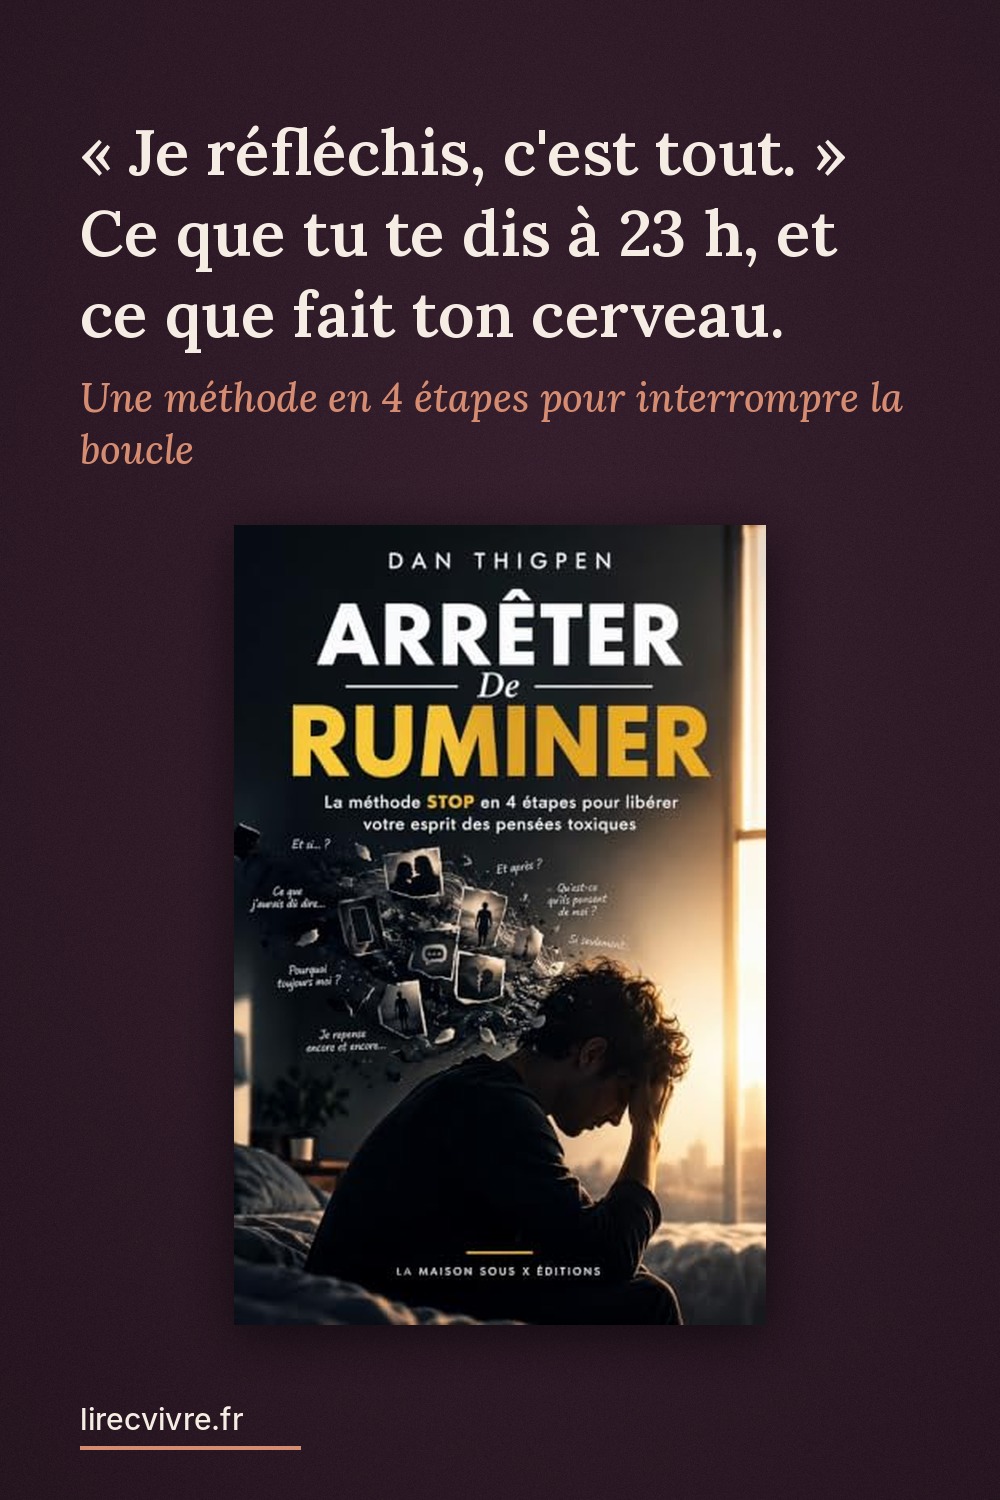 « Je réfléchis, c'est tout. »
Ce que tu te dis à 23 h, et
ce que fait ton cerveau.
Une méthode en 4 étapes pour interrompre la
boucle
DAN THIGPEN
ARRÊTER
De
RUMINER
La méthode STOP en 4 étapes pour libérer
votre esprit des pensées toxiques
Et si... ?
Et après ?
Ce que
j'aurais dû dire...
Qu'est-ce
qu'ils pensent
de moi ?
Si seulement...
Pourquoi
toujours moi ?
Je repense
encore et encore...
LA MAISON SOUS X ÉDITIONS
lirecvivre.fr